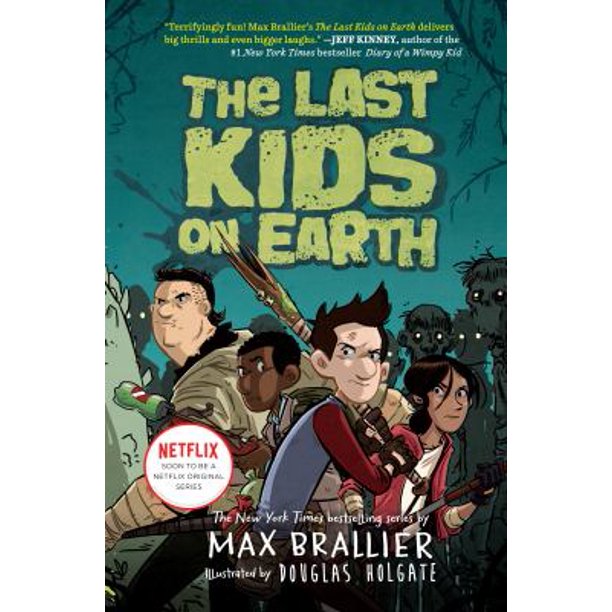 "Terrifyingly fun! Max Brallier's The Last Kids on Earth delivers
big thrills and even bigger laughs." —JEFF KINNEY, author of the
#1 New York Times bestseller Diary of a Wimpy Kid
THE LAST
KIDS
ON EARTH
NETFLIX
SOON TO BE A
NETFLIX ORIGINAL
SERIES
The New York Times bestselling series by
MAX BRALLIER
Illustrated by DOUGLAS HOLGATE